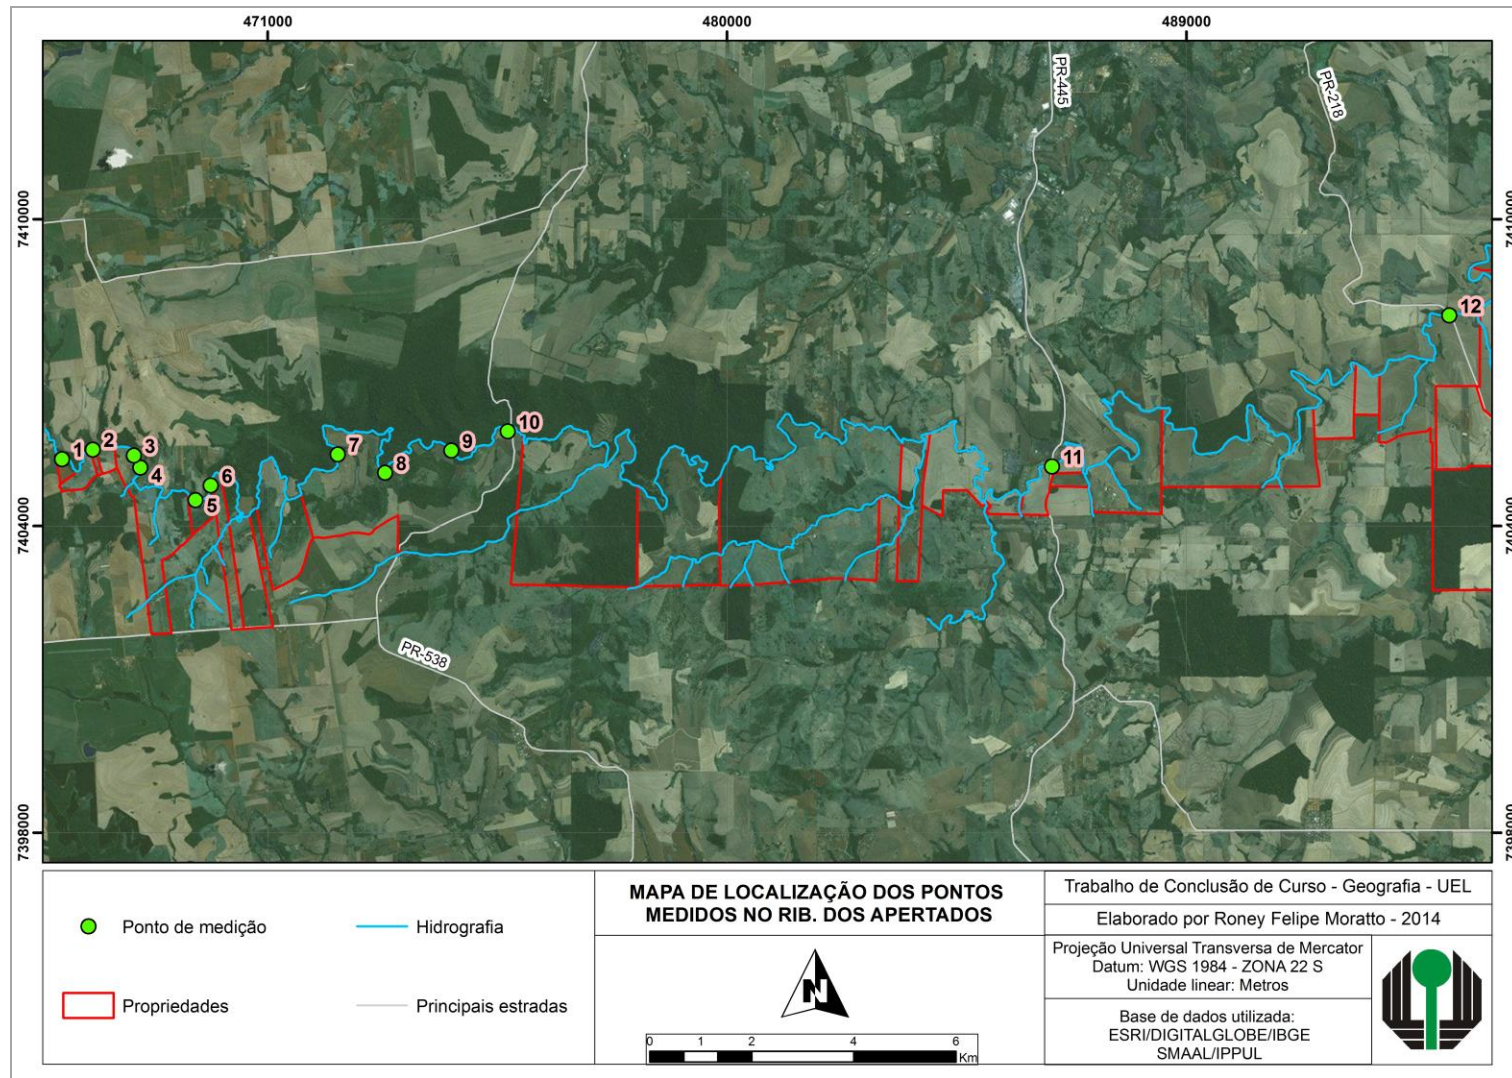 471000
480000
489000
PR-445
PR-218
7410000
7410000
12
10
1
2
3
7
9
4
8
11
6
5
7404000
7404000
PR-538
7398000
7398000
Ponto de medição
Hidrografia
Propriedades
Principais estradas
MAPA DE LOCALIZAÇÃO DOS PONTOS
MEDIDOS NO RIB. DOS APERTADOS
N
0 1 2 4 6
Km
Trabalho de Conclusão de Curso - Geografia - UEL
Elaborado por Roney Felipe Moratto - 2014
Projeção Universal Transversa de Mercator
Datum: WGS 1984 - ZONA 22 S
Unidade linear: Metros
Base de dados utilizada:
ESRI/DIGITALGLOBE/IBGE
SMAAL/IPPUL